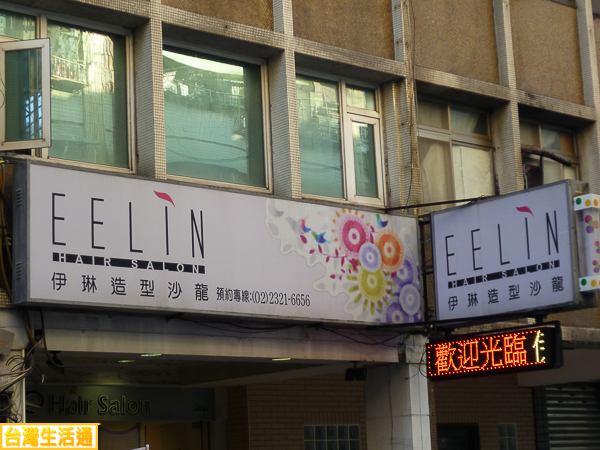 EELIN
HAIR SALON
伊琳造型沙龍 預約專線:(02)2321-6656
EELIN
HAIR SALON
伊琳造型沙龍
歡迎光臨
Hair Salon
台灣生活通